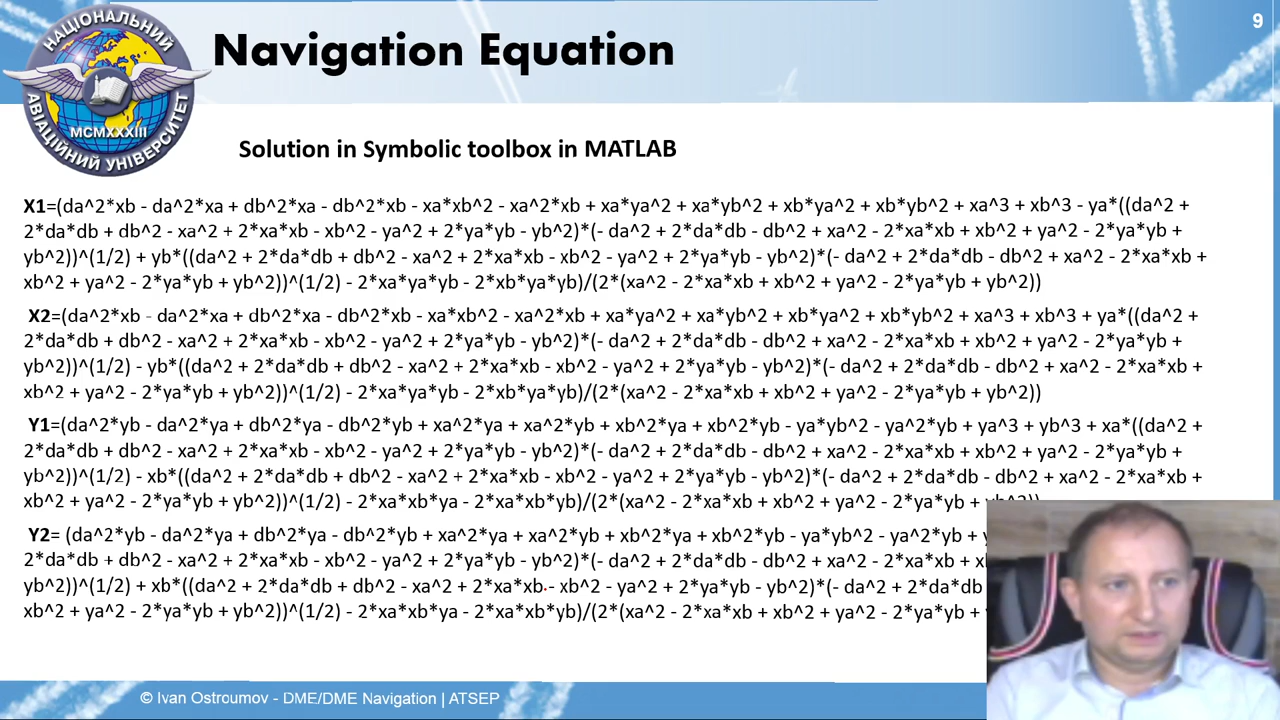 9
НАЦІОНАЛЬНИЙ
АВІАЦІЙНИЙ УНІВЕРСИТЕТ
MCMXXXIII
Navigation Equation
Solution in Symbolic toolbox in MATLAB
X1=(da^2*xb - da^2*xa + db^2*xa - db^2*xb - xa*xb^2 - xa^2*xb + xa*ya^2 + xa*yb^2 + xb*ya^2 + xb*yb^2 + xa^3 + xb^3 - ya*((da^2 +
2*da*db + db^2 - xa^2 + 2*xa*xb - xb^2 - ya^2 + 2*ya*yb - yb^2)*(- da^2 + 2*da*db - db^2 + xa^2 - 2*xa*xb + xb^2 + ya^2 - 2*ya*yb +
yb^2))^(1/2) + yb*((da^2 + 2*da*db + db^2 - xa^2 + 2*xa*xb - xb^2 - ya^2 + 2*ya*yb - yb^2)*(- da^2 + 2*da*db - db^2 + xa^2 - 2*xa*xb +
xb^2 + ya^2 - 2*ya*yb + yb^2))^(1/2) - 2*xa*ya*yb - 2*xb*ya*yb)/(2*(xa^2 - 2*xa*xb + xb^2 + ya^2 - 2*ya*yb + yb^2))
X2=(da^2*xb - da^2*xa + db^2*xa - db^2*xb - xa*xb^2 - xa^2*xb + xa*ya^2 + xa*yb^2 + xb*ya^2 + xb*yb^2 + xa^3 + xb^3 + ya*((da^2 +
2*da*db + db^2 - xa^2 + 2*xa*xb - xb^2 - ya^2 + 2*ya*yb - yb^2)*(- da^2 + 2*da*db - db^2 + xa^2 - 2*xa*xb + xb^2 + ya^2 - 2*ya*yb +
yb^2))^(1/2) - yb*((da^2 + 2*da*db + db^2 - xa^2 + 2*xa*xb - xb^2 - ya^2 + 2*ya*yb - yb^2)*(- da^2 + 2*da*db - db^2 + xa^2 - 2*xa*xb +
xb^2 + ya^2 - 2*ya*yb + yb^2))^(1/2) - 2*xa*ya*yb - 2*xb*ya*yb)/(2*(xa^2 - 2*xa*xb + xb^2 + ya^2 - 2*ya*yb + yb^2))
Y1=(da^2*yb - da^2*ya + db^2*ya - db^2*yb + xa^2*ya + xa^2*yb + xb^2*ya + xb^2*yb - ya*yb^2 - ya^2*yb + ya^3 + yb^3 + xa*((da^2 +
2*da*db + db^2 - xa^2 + 2*xa*xb - xb^2 - ya^2 + 2*ya*yb - yb^2)*(- da^2 + 2*da*db - db^2 + xa^2 - 2*xa*xb + xb^2 + ya^2 - 2*ya*yb +
yb^2))^(1/2) - xb*((da^2 + 2*da*db + db^2 - xa^2 + 2*xa*xb - xb^2 - ya^2 + 2*ya*yb - yb^2)*(- da^2 + 2*da*db - db^2 + xa^2 - 2*xa*xb +
xb^2 + ya^2 - 2*ya*yb + yb^2))^(1/2) - 2*xa*xb*ya - 2*xa*xb*yb)/(2*(xa^2 - 2*xa*xb + xb^2 + ya^2 - 2*ya*yb + yb^2))
Y2= (da^2*yb - da^2*ya + db^2*ya - db^2*yb + xa^2*ya + xa^2*yb + xb^2*ya + xb^2*yb - ya*yb^2 - ya^2*yb +
2*da*db + db^2 - xa^2 + 2*xa*xb - xb^2 - ya^2 + 2*ya*yb - yb^2)*(- da^2 + 2*da*db - db^2 + xa^2 - 2*xa*xb +
yb^2))^(1/2) + xb*((da^2 + 2*da*db + db^2 - xa^2 + 2*xa*xb - xb^2 - ya^2 + 2*ya*yb - yb^2)*(- da^2 + 2*da*db
xb^2 + ya^2 - 2*ya*yb + yb^2))^(1/2) - 2*xa*xb*ya - 2*xa*xb*yb)/(2*(xa^2 - 2*xa*xb + xb^2 + ya^2 - 2*ya*yb +
© Ivan Ostroumov - DME/DME Navigation | ATSEP